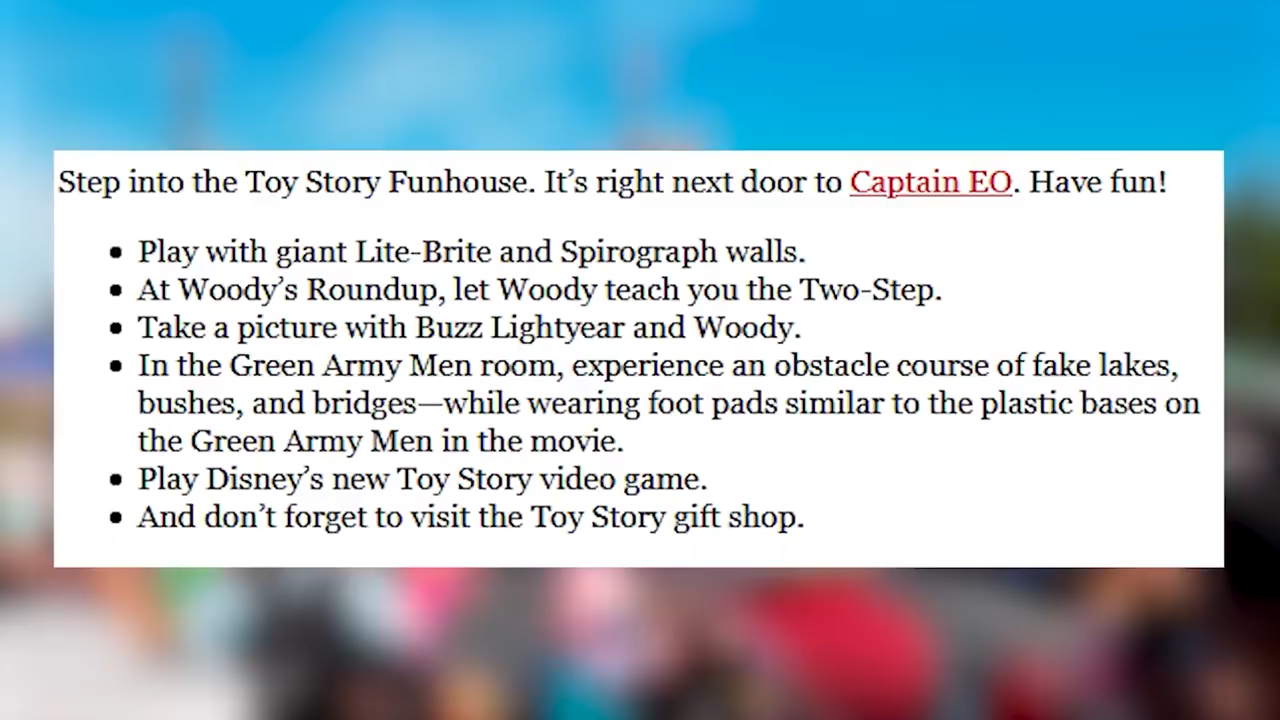 Step into the Toy Story Funhouse. It’s right next door to Captain EO. Have fun!
• Play with giant Lite-Brite and Spirograph walls.
• At Woody’s Roundup, let Woody teach you the Two-Step.
• Take a picture with Buzz Lightyear and Woody.
• In the Green Army Men room, experience an obstacle course of fake lakes,
bushes, and bridges—while wearing foot pads similar to the plastic bases on
the Green Army Men in the movie.
• Play Disney’s new Toy Story video game.
• And don’t forget to visit the Toy Story gift shop.